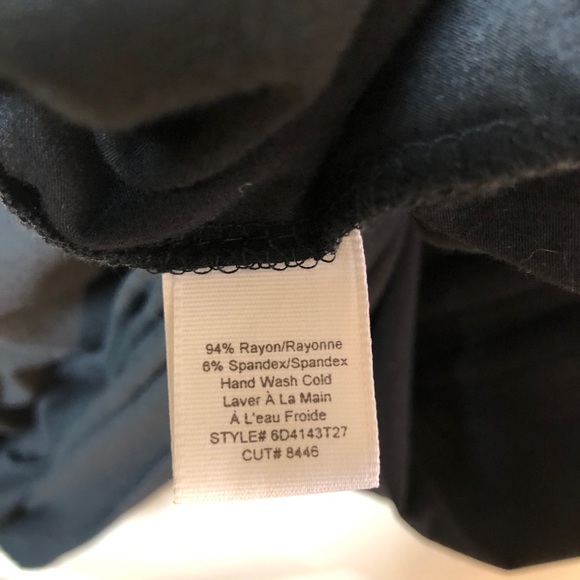 94% Rayon/Rayonne
6% Spandex/Spandex
Hand Wash Cold
Laver À La Main
À L'eau Froide
STYLE# 6D4143T27
CUT# 8446